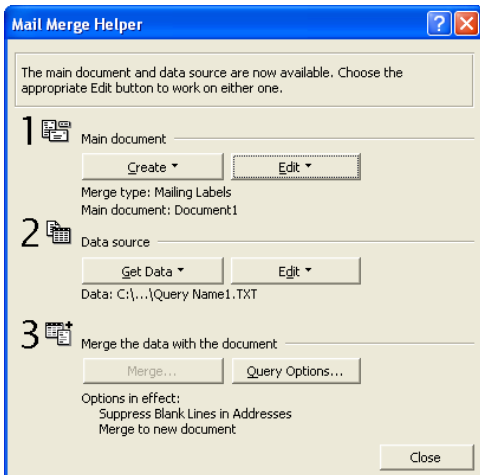 Mail Merge Helper
The main document and data source are now available. Choose the
appropriate Edit button to work on either one.
1 Main document
Create Edit
Merge type: Mailing Labels
Main document: Document1
2 Data source
Get Data Edit
Data: C:\...\Query Name1.TXT
3 Merge the data with the document
Merge... Query Options...
Options in effect:
Suppress Blank Lines in Addresses
Merge to new document
Close